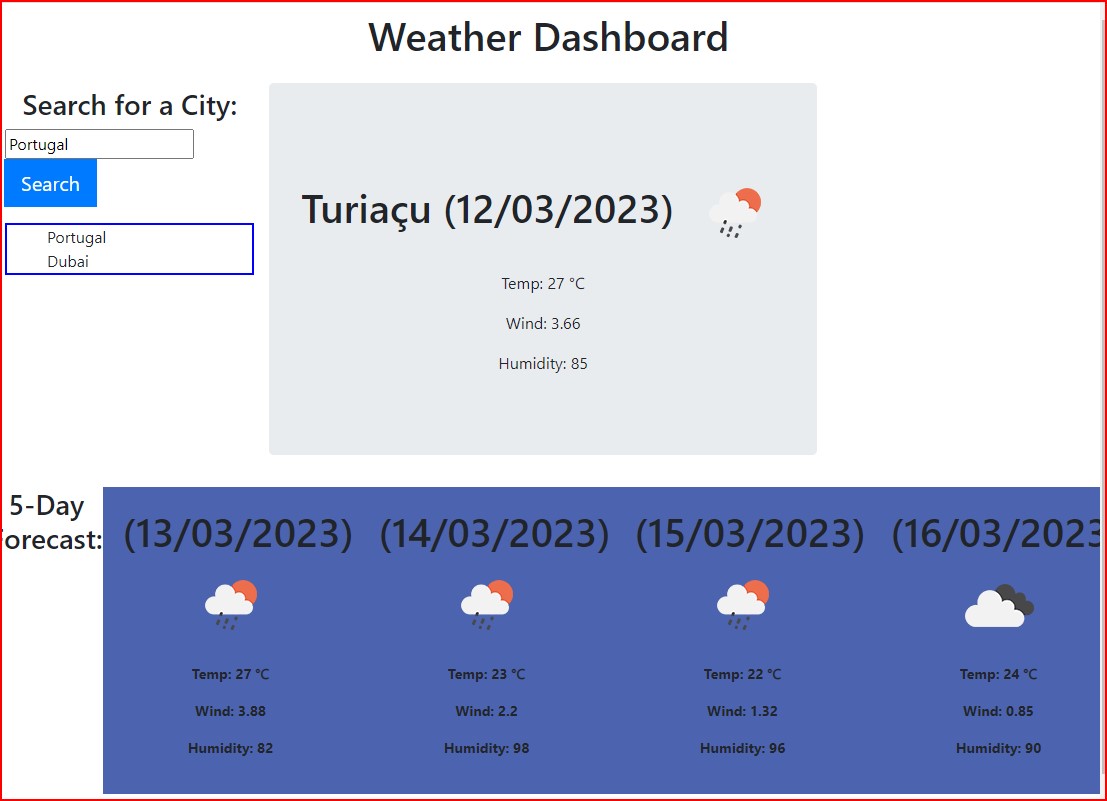 Weather Dashboard
Search for a City:
Portugal
Search
Portugal
Dubai
Turiaçu (12/03/2023)
Temp: 27 °C
Wind: 3.66
Humidity: 85
5-Day
orecast:
(13/03/2023) (14/03/2023) (15/03/2023) (16/03/2023
Temp: 27 °C Temp: 23 °C Temp: 22 °C Temp: 24 °C
Wind: 3.88 Wind: 2.2 Wind: 1.32 Wind: 0.85
Humidity: 82 Humidity: 98 Humidity: 96 Humidity: 90